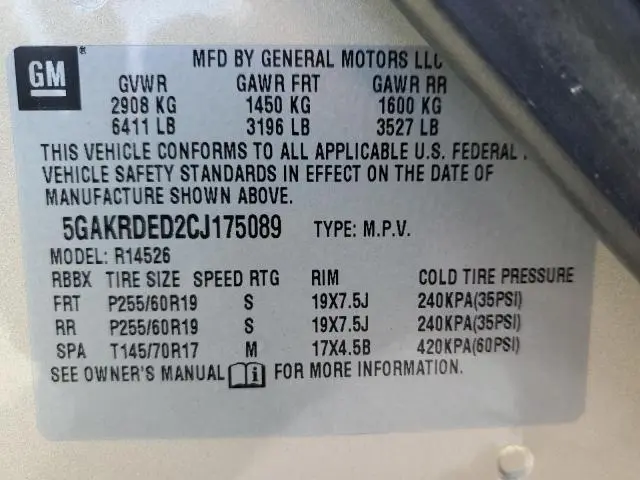 GM
MFD BY GENERAL MOTORS LLC
GVWR GAWR FRT GAWR RR
2908 KG 1450 KG 1600 KG
6411 LB 3196 LB 3527 LB
THIS VEHICLE CONFORMS TO ALL APPLICABLE U.S. FEDERAL
VEHICLE SAFETY STANDARDS IN EFFECT ON THE DATE OF
MANUFACTURE SHOWN ABOVE.
5GAKRDED2CJ175089 TYPE: M.P.V.
MODEL: R14526
RBBX TIRE SIZE SPEED RTG RIM COLD TIRE PRESSURE
FRT P255/60R19 S 19X7.5J 240KPA(35PSI)
RR P255/60R19 S 19X7.5J 240KPA(35PSI)
SPA T145/70R17 M 17X4.5B 420KPA(60PSI)
SEE OWNER'S MANUAL i FOR MORE INFORMATION.